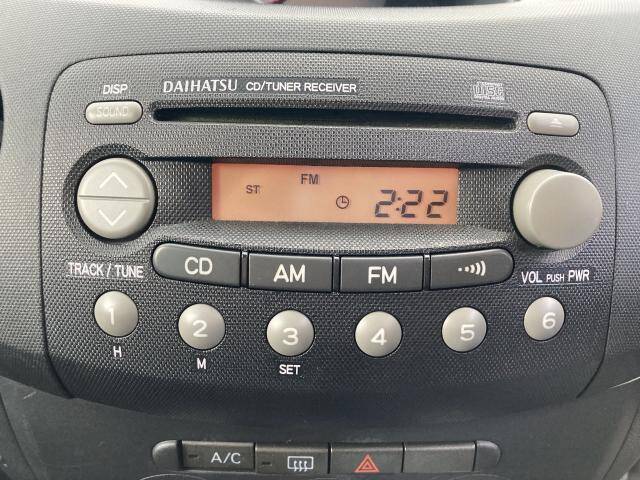 DISP
DAIHATSU CD/TUNER RECEIVER
SOUND
ST FM 2:22
CD AM FM
TRACK / TUNE
VOL PUSH PWR
1 2 3 4 5 6
H M SET
A/C